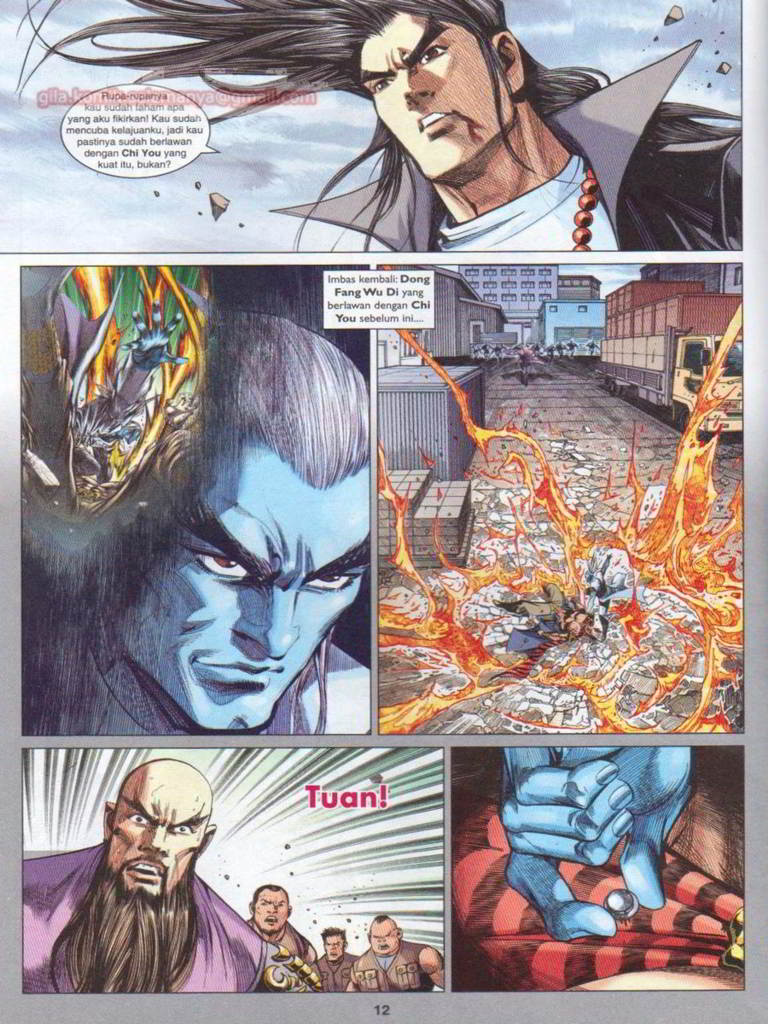 Rupa-rupanya
kau sudah faham apa
yang aku fikirkan! Kau sudah
mencuba kelajuanku, jadi kau
pastinya sudah berlawan
dengan Chi You yang
kuat itu, bukan?
Imbas kembali: Dong
Fang Wu Di yang
berlawan dengan Chi
You sebelum ini....
Tuan!
12